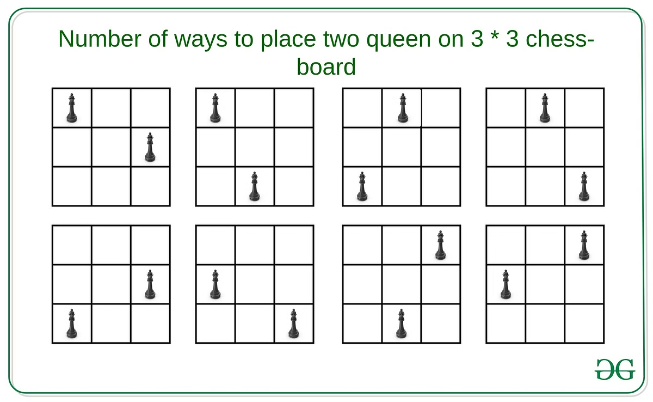 Number of ways to place two queen on 3 * 3 chess-
board